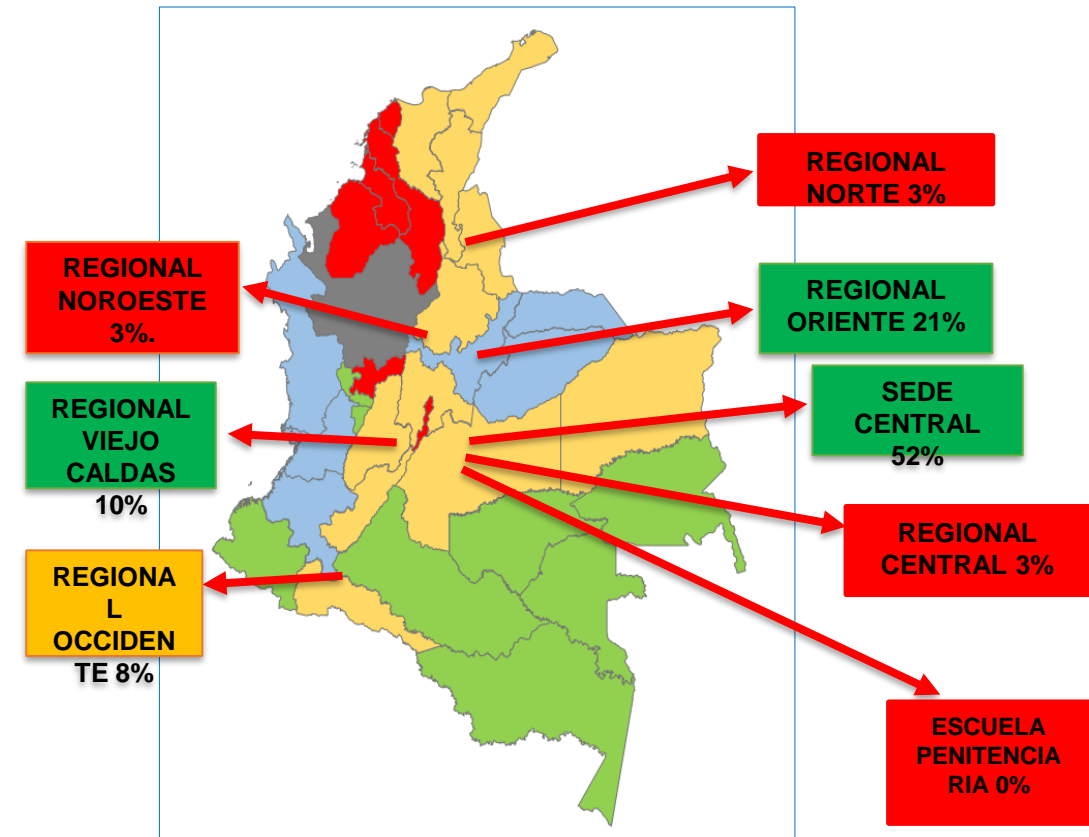 REGIONAL
NORTE 3%
REGIONAL
NOROESTE
3%.
REGIONAL
ORIENTE 21%
REGIONAL
VIEJO
CALDAS
10%
SEDE
CENTRAL
52%
REGIONAL
CENTRAL 3%
REGIONA
L
OCCIDEN
TE 8%
ESCUELA
PENITENCIA
RIA 0%